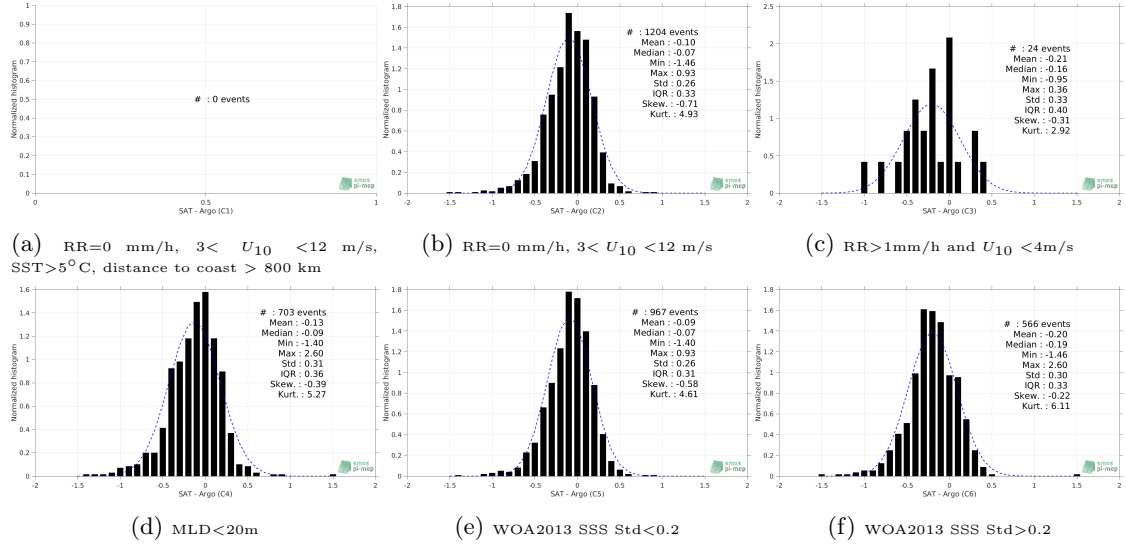 Normalized histogram
1
0.9
0.8
0.7
0.6
0.5
0.4
0.3
0.2
0.1
0
# : 0 events
smos
pi-mep
0 0.5 1
SAT - Argo (C1)
Normalized histogram
1.8
1.6
1.4
1.2
1
0.8
0.6
0.4
0.2
0
# : 1204 events
Mean : -0.10
Median : -0.07
Min : -1.46
Max : 0.93
Std : 0.26
IQR : 0.33
Skew. : -0.71
Kurt. : 4.93
smos
pi-mep
-2 -1.5 -1 -0.5 0 0.5 1 1.5 2
SAT - Argo (C2)
Normalized histogram
2.5
2
1.5
1
0.5
0
# : 24 events
Mean : -0.21
Median : -0.16
Min : -0.95
Max : 0.36
Std : 0.33
IQR : 0.40
Skew. : -0.31
Kurt. : 2.92
smos
pi-mep
-2 -1.5 -1 -0.5 0 0.5 1 1.5 2
SAT - Argo (C3)
(a) RR=0 mm/h, 3< U10 <12 m/s,
SST>5°C, distance to coast > 800 km
(b) RR=0 mm/h, 3< U10 <12 m/s
(c) RR>1mm/h and U10 <4m/s
Normalized histogram
1.6
1.4
1.2
1
0.8
0.6
0.4
0.2
0
# : 703 events
Mean : -0.13
Median : -0.09
Min : -1.40
Max : 2.60
Std : 0.31
IQR : 0.36
Skew. : -0.39
Kurt. : 5.27
smos
pi-mep
-2 -1.5 -1 -0.5 0 0.5 1 1.5 2
SAT - Argo (C4)
Normalized histogram
1.8
1.6
1.4
1.2
1
0.8
0.6
0.4
0.2
0
# : 967 events
Mean : -0.09
Median : -0.07
Min : -1.40
Max : 0.93
Std : 0.26
IQR : 0.31
Skew. : -0.58
Kurt. : 4.61
smos
pi-mep
-2 -1.5 -1 -0.5 0 0.5 1 1.5 2
SAT - Argo (C5)
Normalized histogram
1.8
1.6
1.4
1.2
1
0.8
0.6
0.4
0.2
0
# : 566 events
Mean : -0.20
Median : -0.19
Min : -1.46
Max : 2.60
Std : 0.30
IQR : 0.33
Skew. : -0.22
Kurt. : 6.11
smos
pi-mep
-2 -1.5 -1 -0.5 0 0.5 1 1.5 2
SAT - Argo (C6)
(d) MLD<20m
(e) WOA2013 SSS Std<0.2
(f) WOA2013 SSS Std>0.2